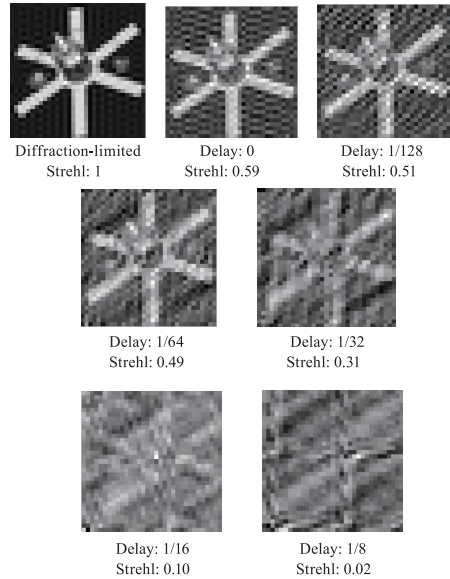 Diffraction-limited
Strehl: 1
Delay: 0
Strehl: 0.59
Delay: 1/128
Strehl: 0.51
Delay: 1/64
Strehl: 0.49
Delay: 1/32
Strehl: 0.31
Delay: 1/16
Strehl: 0.10
Delay: 1/8
Strehl: 0.02